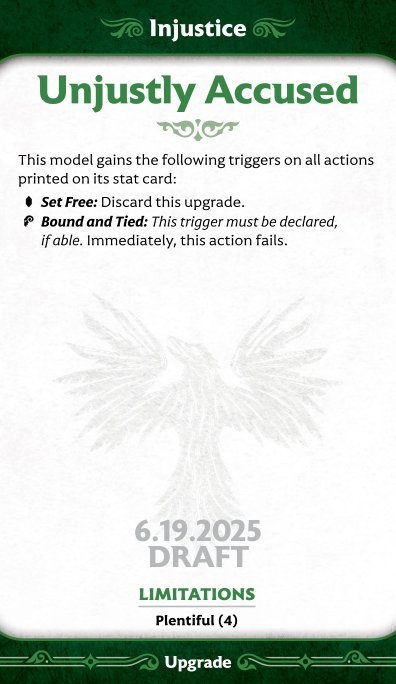 Injustice
Unjustly Accused
This model gains the following triggers on all actions
printed on its stat card:
Set Free: Discard this upgrade.
Bound and Tied: This trigger must be declared,
if able. Immediately, this action fails.
6.19.2025
DRAFT
LIMITATIONS
Plentiful (4)
Upgrade